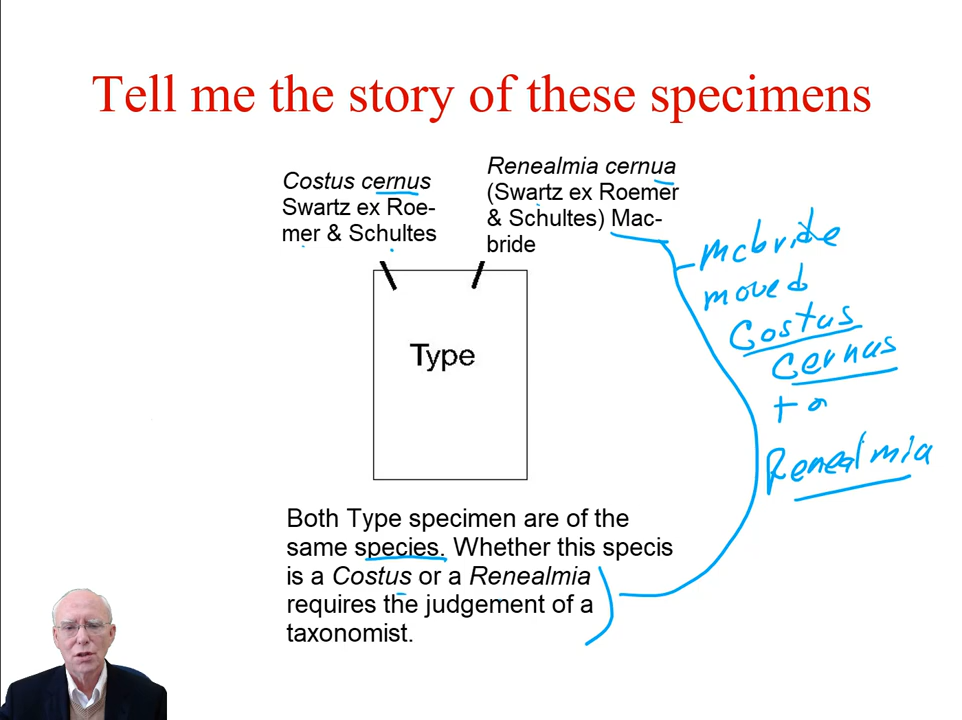 Tell me the story of these specimens
Costus cernus
Swartz ex Roe-
mer & Schultes
Renealmia cernua
(Swartz ex Roemer
& Schultes) Mac-
bride
Type
Both Type specimen are of the
same species. Whether this specis
is a Costus or a Renealmia
requires the judgement of a
taxonomist.
mcbride
moved
Costus
Cernus
to
Renealmia